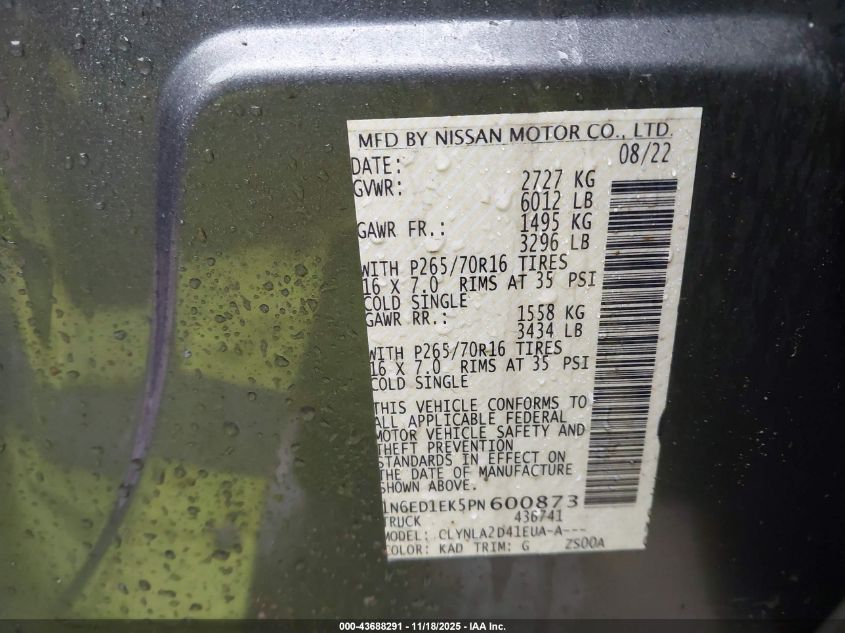 MFD BY NISSAN MOTOR CO., LTD.
DATE: 08/22
GVWR: 2727 KG
6012 LB
GAWR FR.: 1495 KG
3296 LB
WITH P265/70R16 TIRES
16 X 7.0 RIMS AT 35 PSI
COLD SINGLE
GAWR RR.: 1558 KG
3434 LB
WITH P265/70R16 TIRES
16 X 7.0 RIMS AT 35 PSI
COLD SINGLE
THIS VEHICLE CONFORMS TO
ALL APPLICABLE FEDERAL
MOTOR VEHICLE SAFETY AND
THEFT PREVENTION
STANDARDS IN EFFECT ON
THE DATE OF MANUFACTURE
SHOWN ABOVE.
1N6ED1EK5PN600873
TRUCK 436741
MODEL: CLYNLA2D41EUA-A---
COLOR: KAD TRIM: G ZS00A
000-43688291 - 11/18/2025 - IAA Inc.